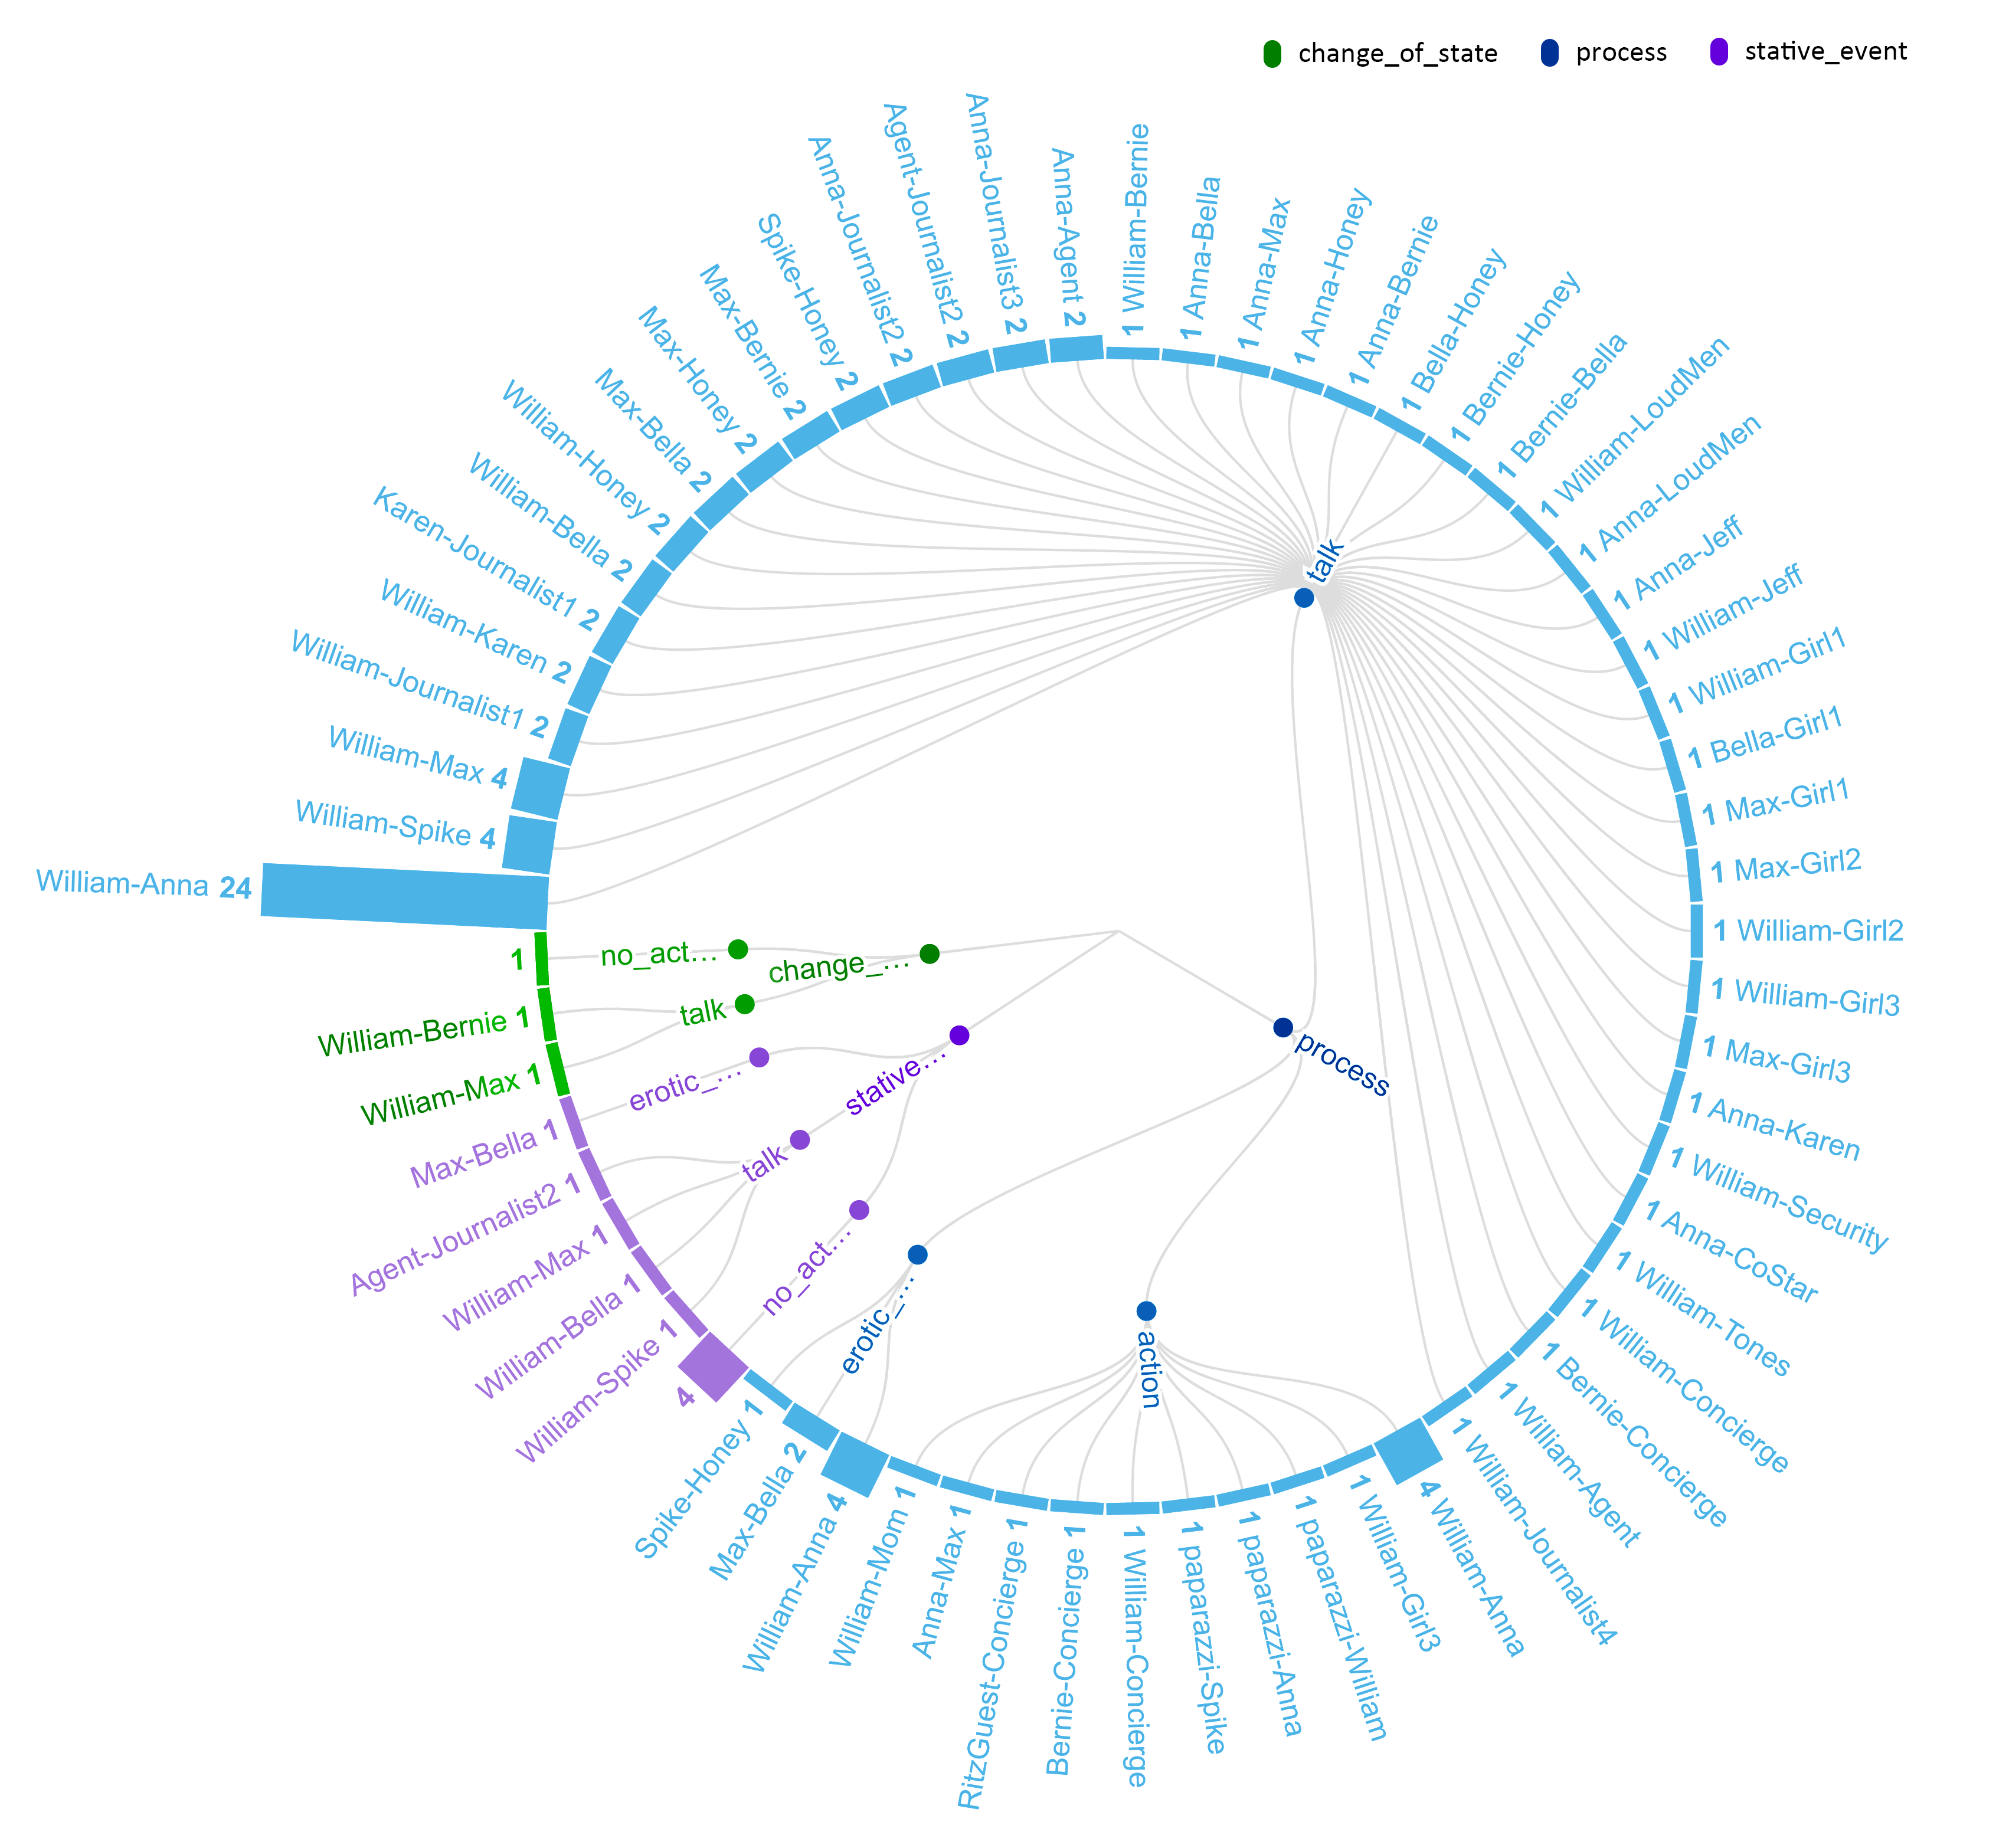 change_of_state
process
stative_event
William-Anna 24
William-Spike 4
William-Max 4
William-Journalist1 2
William-Karen 2
Karen-Journalist1 2
William-Bella 2
William-Honey 2
Max-Bella 2
Max-Honey 2
Max-Bernie 2
Spike-Honey 2
Anna-Journalist2 2
Agent-Journalist2 2
Anna-Journalist3 2
Anna-Agent 2
1 William-Bernie
1 Anna-Bella
1 Anna-Max
1 Anna-Honey
1 Anna-Bernie
1 Bella-Honey
1 Bernie-Honey
1 Bernie-Bella
1 William-LoudMen
1 Anna-LoudMen
1 Anna-Jeff
1 William-Jeff
1 William-Girl1
1 Bella-Girl1
1 Max-Girl1
1 Max-Girl2
1 William-Girl2
1 William-Girl3
1 Max-Girl3
1 Anna-Karen
1 William-Security
1 Anna-CoStar
1 William-Tones
1 William-Concierge
1 Bernie-Concierge
1 William-Agent
1 William-Journalist4
4 William-Anna
1 William-Girl3
1 paparazzi-William
1 paparazzi-Anna
1 paparazzi-Spike
1 William-Concierge
Bernie-Concierge 1
RitzGuest-Concierge 1
Anna-Max 1
William-Mom 1
William-Anna 4
Max-Bella 2
Spike-Honey 1
4
William-Spike 1
William-Bella 1
William-Max 1
Agent-Journalist2 1
Max-Bella 1
William-Max 1
William-Bernie 1
1
talk
no_act…
change_…
talk
erotic_…
stative…
talk
no_act…
process
erotic_…
action